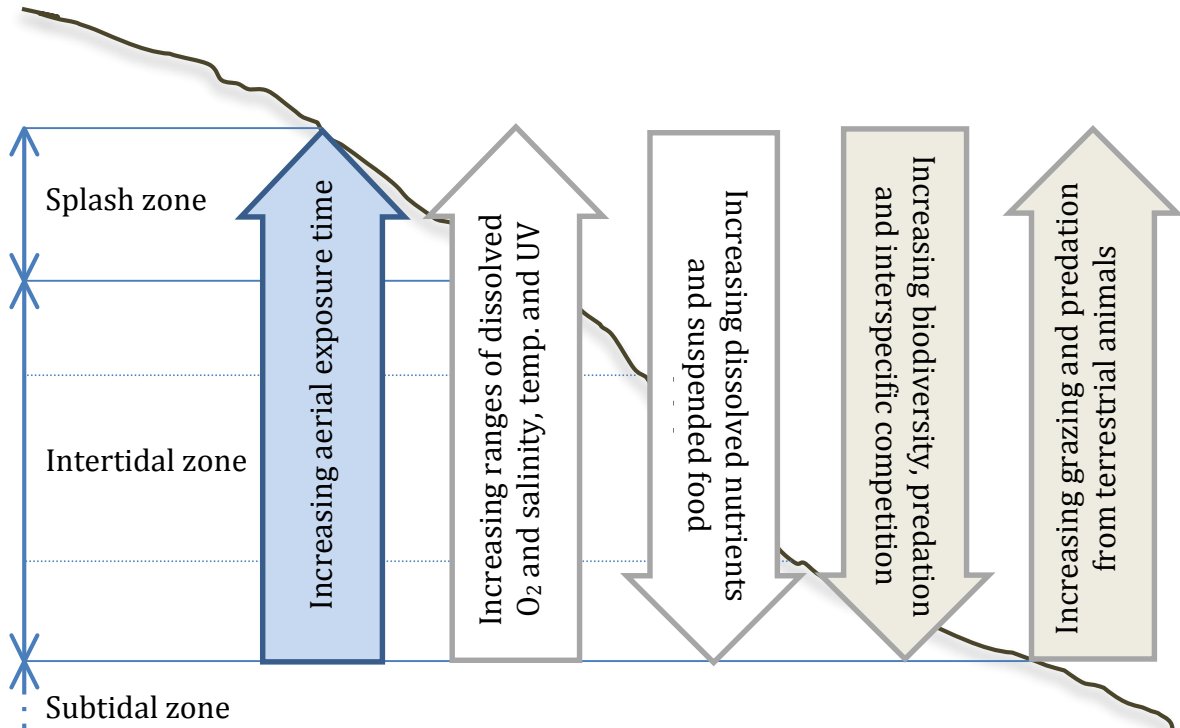 Splash zone
Intertidal zone
Subtidal zone
Increasing aerial exposure time
Increasing ranges of dissolved
O₂ and salinity, temp. and UV
Increasing dissolved nutrients
and suspended food
Increasing biodiversity, predation
and interspecific competition
Increasing grazing and predation
from terrestrial animals